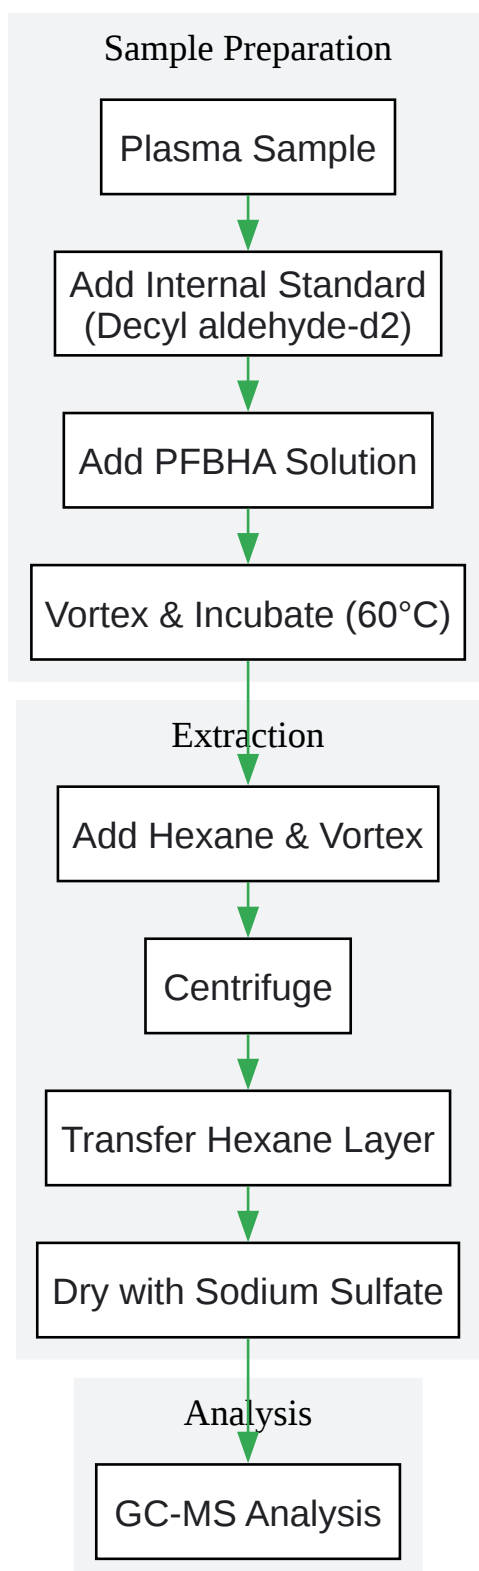 Sample Preparation
Plasma Sample
Add Internal Standard
(Decyl aldehyde-d2)
Add PFBHA Solution
Vortex & Incubate (60°C)
Extraction
Add Hexane & Vortex
Centrifuge
Transfer Hexane Layer
Dry with Sodium Sulfate
Analysis
GC-MS Analysis